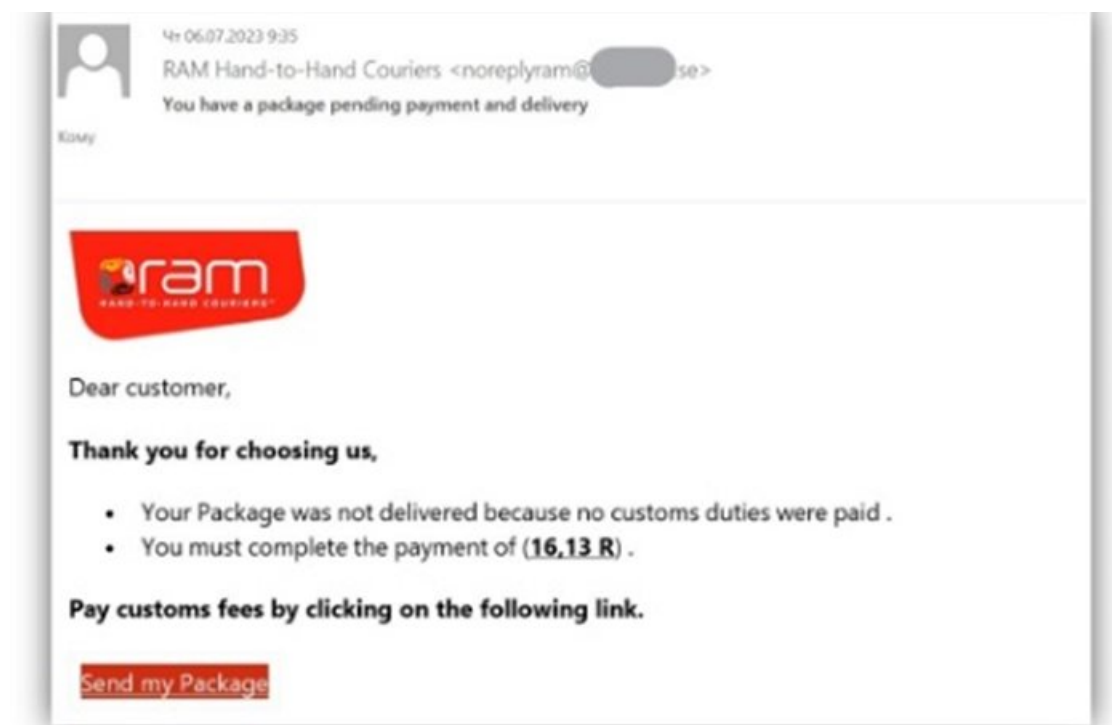 Чт 06.07.2023 9:35
RAM Hand-to-Hand Couriers <noreplyram@ se>
You have a package pending payment and delivery
Кому
ram
HAND-TO-HAND COURIERS™
Dear customer,
Thank you for choosing us,
• Your Package was not delivered because no customs duties were paid .
• You must complete the payment of (16,13 R) .
Pay customs fees by clicking on the following link.
Send my Package